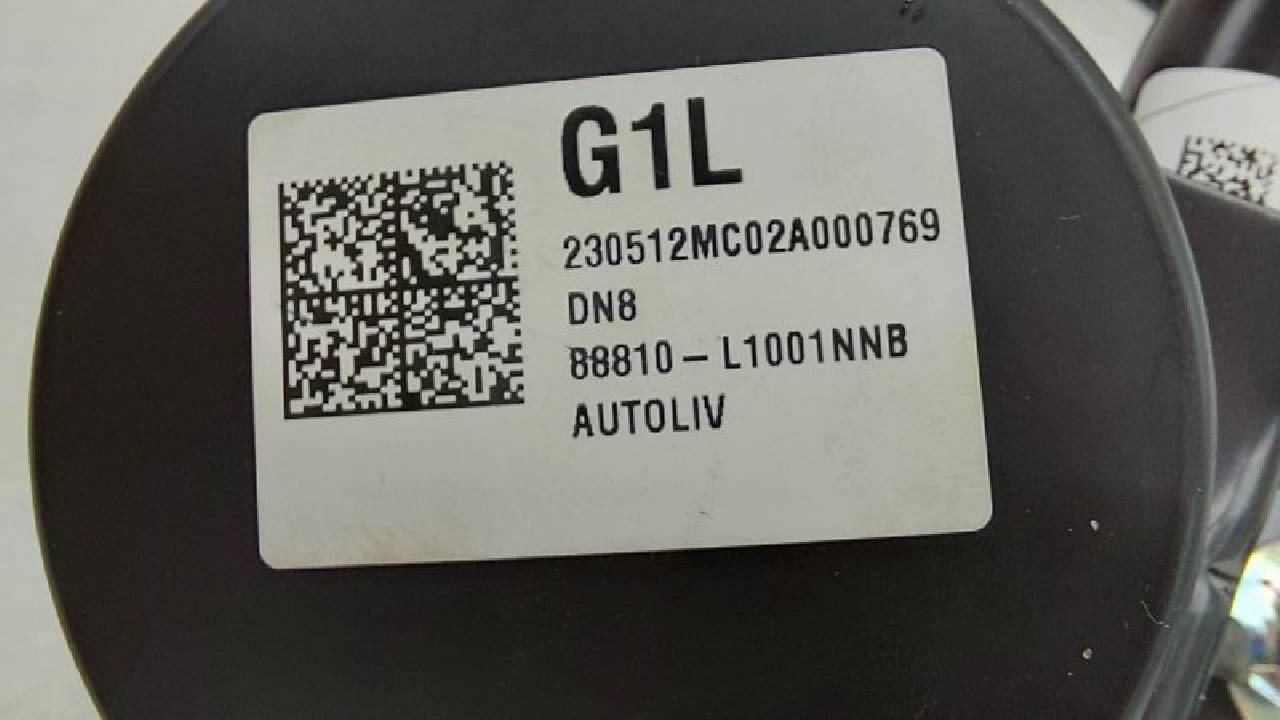 G1L
230512MC02A000769
DN8
88810-L1001NNB
AUTOLIV